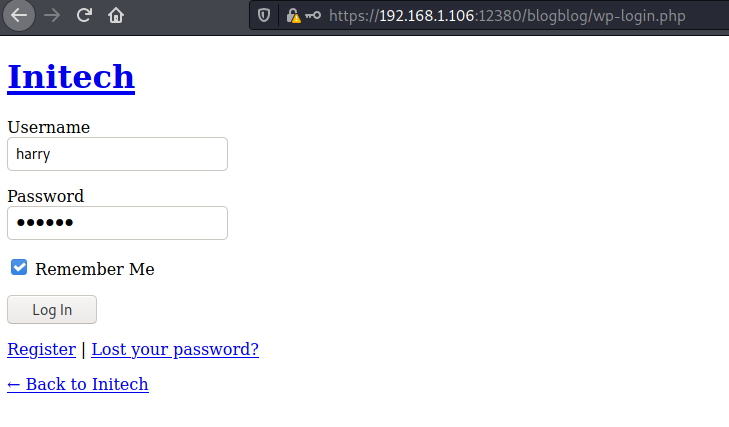 https://192.168.1.106:12380/blogblog/wp-login.php
Initech
Username
harry
Password
••••••
Remember Me
Log In
Register | Lost your password?
← Back to Initech